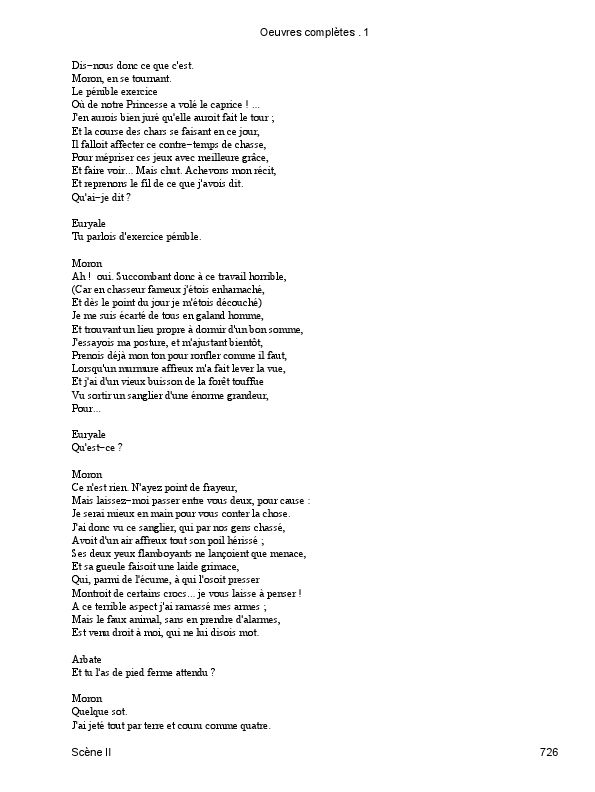 Oeuvres complètes . 1
Dis−nous donc ce que c'est.
Moron, en se tournant.
Le pénible exercice
Où de notre Princesse a volé le caprice ! ...
J'en aurois bien juré qu'elle auroit fait le tour ;
Et la course des chars se faisant en ce jour,
Il falloit affecter ce contre−temps de chasse,
Pour mépriser ces jeux avec meilleure grâce,
Et faire voir... Mais chut. Achevons mon récit,
Et reprenons le fil de ce que j'avois dit.
Qu'ai−je dit ?
Euryale
Tu parlois d'exercice pénible.
Moron
Ah !  oui. Succombant donc à ce travail horrible,
(Car en chasseur fameux j'étois enharnaché,
Et dès le point du jour je m'étois découché)
Je me suis écarté de tous en galand homme,
Et trouvant un lieu propre à dormir d'un bon somme,
J'essayois ma posture, et m'ajustant bientôt,
Prenois déjà mon ton pour ronfler comme il faut,
Lorsqu'un murmure affreux m'a fait lever la vue,
Et j'ai d'un vieux buisson de la forêt touffue
Vu sortir un sanglier d'une énorme grandeur,
Pour...
Euryale
Qu'est−ce ?
Moron
Ce n'est rien. N'ayez point de frayeur,
Mais laissez−moi passer entre vous deux, pour cause :
Je serai mieux en main pour vous conter la chose.
J'ai donc vu ce sanglier, qui par nos gens chassé,
Avoit d'un air affreux tout son poil hérissé ;
Ses deux yeux flamboyants ne lançoient que menace,
Et sa gueule faisoit une laide grimace,
Qui, parmi de l'écume, à qui l'osoit presser
Montroit de certains crocs... je vous laisse à penser !
A ce terrible aspect j'ai ramassé mes armes ;
Mais le faux animal, sans en prendre d'alarmes,
Est venu droit à moi, qui ne lui disois mot.
Arbate
Et tu l'as de pied ferme attendu ?
Moron
Quelque sot.
J'ai jeté tout par terre et couru comme quatre.
Scène II 726